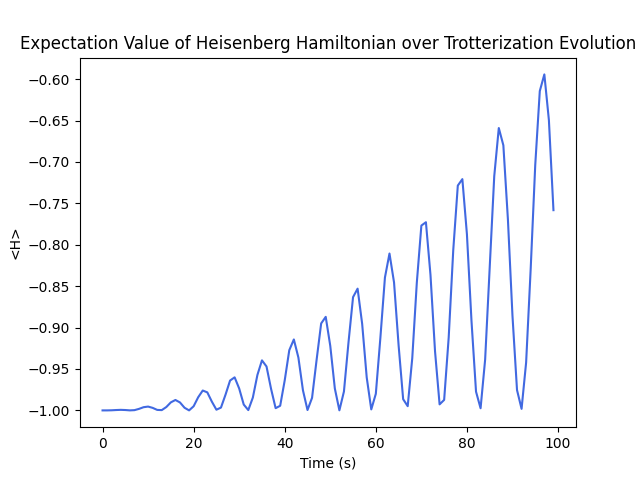 Expectation Value of Heisenberg Hamiltonian over Trotterization Evolution
−0.60
−0.65
−0.70
−0.75
−0.80
−0.85
−0.90
−0.95
−1.00
<H>
0 20 40 60 80 100
Time (s)